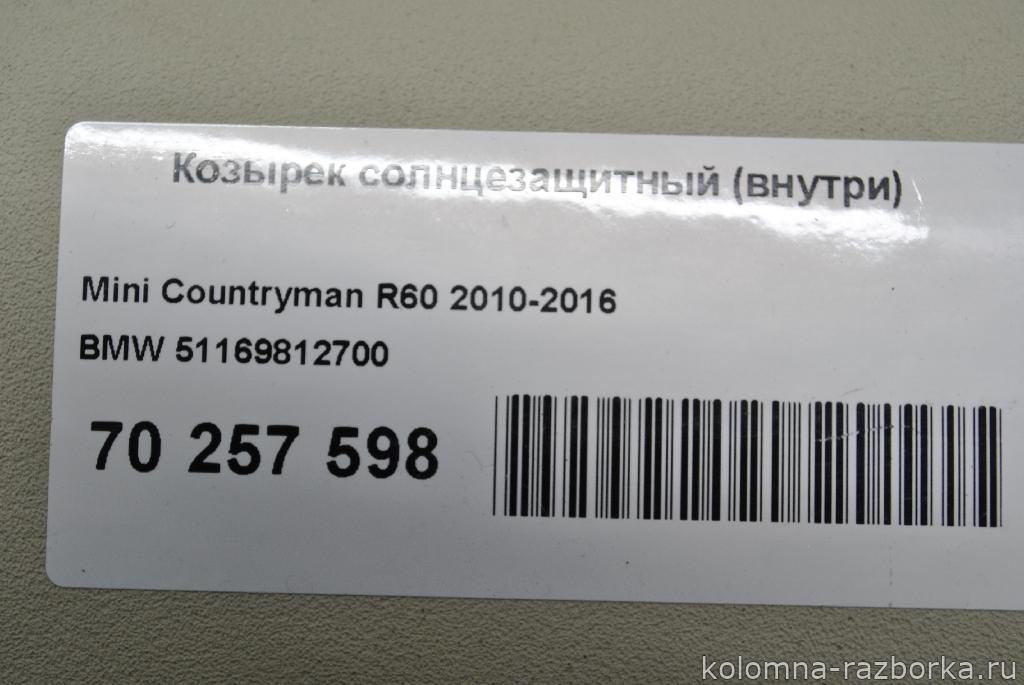 Козырек солнцезащитный (внутри)
Mini Countryman R60 2010-2016
BMW 51169812700
70 257 598
kolomna-razborka.ru